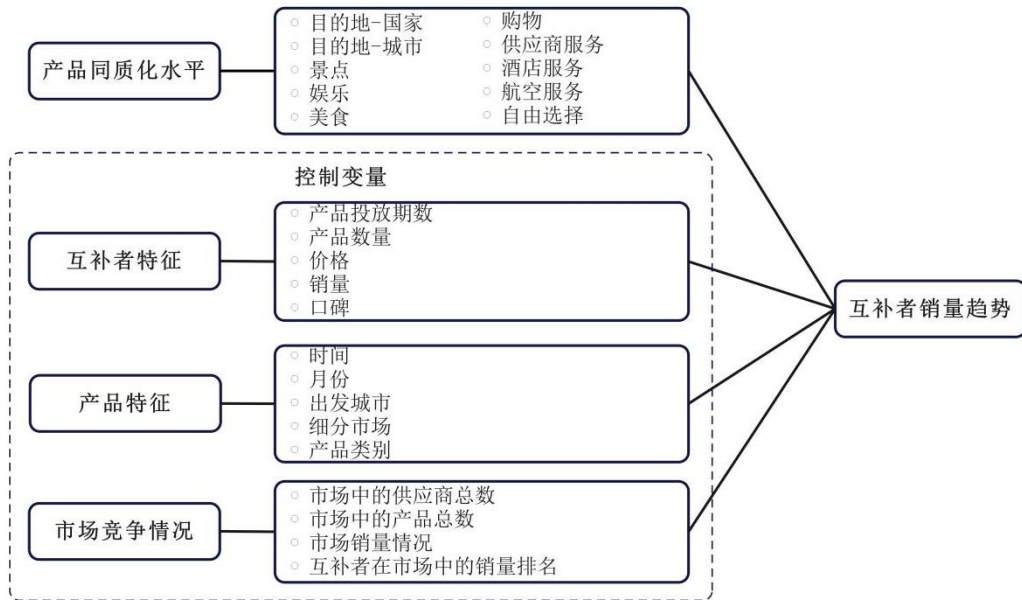 产品同质化水平
目的地-国家
目的地-城市
景点
娱乐
美食
购物
供应商服务
酒店服务
航空服务
自由选择
控制变量
互补者特征
产品投放期数
产品数量
价格
销量
口碑
产品特征
时间
月份
出发城市
细分市场
产品类别
市场竞争情况
市场中的供应商总数
市场中的产品总数
市场销量情况
互补者在市场中的销量排名
互补者销量趋势